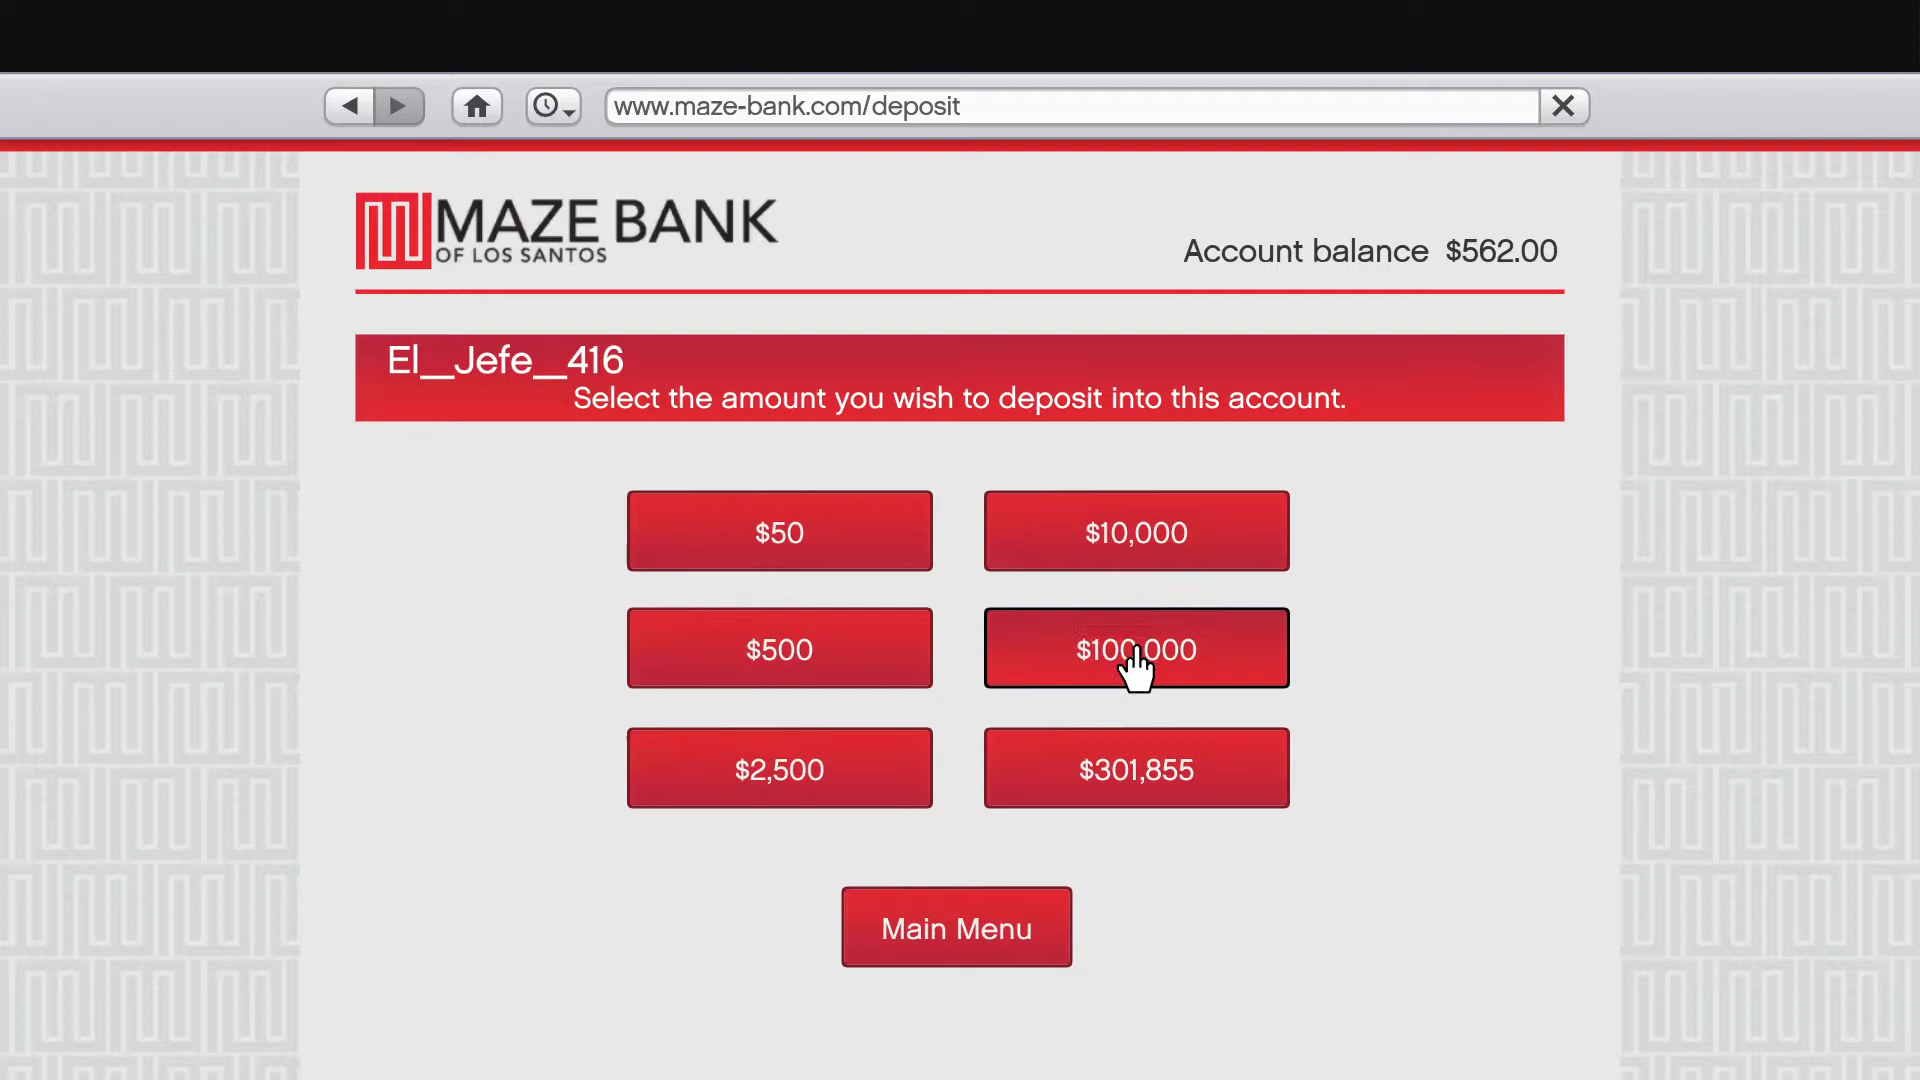 www.maze-bank.com/deposit
MAZE BANK
OF LOS SANTOS
Account balance $562.00
El__Jefe__416
Select the amount you wish to deposit into this account.
$50
$10,000
$500
$100,000
$2,500
$301,855
Main Menu